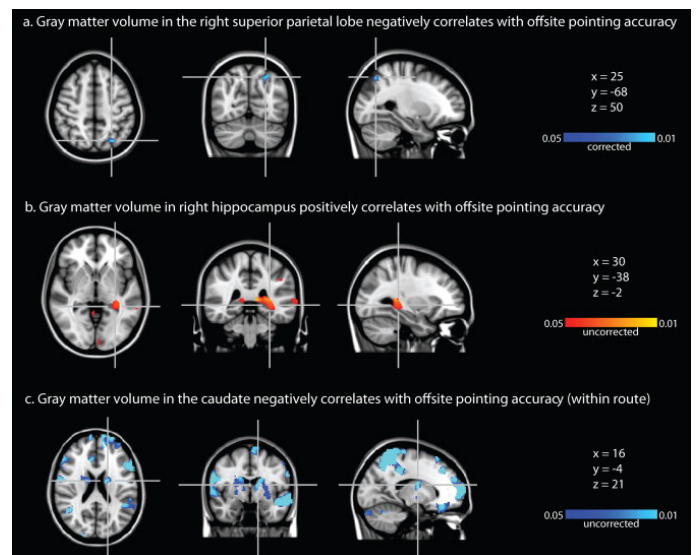 a. Gray matter volume in the right superior parietal lobe negatively correlates with offsite pointing accuracy
x = 25
y = -68
z = 50
0.05 0.01
corrected
b. Gray matter volume in right hippocampus positively correlates with offsite pointing accuracy
x = 30
y = -38
z = -2
0.05 0.01
uncorrected
c. Gray matter volume in the caudate negatively correlates with offsite pointing accuracy (within route)
x = 16
y = -4
z = 21
0.05 0.01
uncorrected